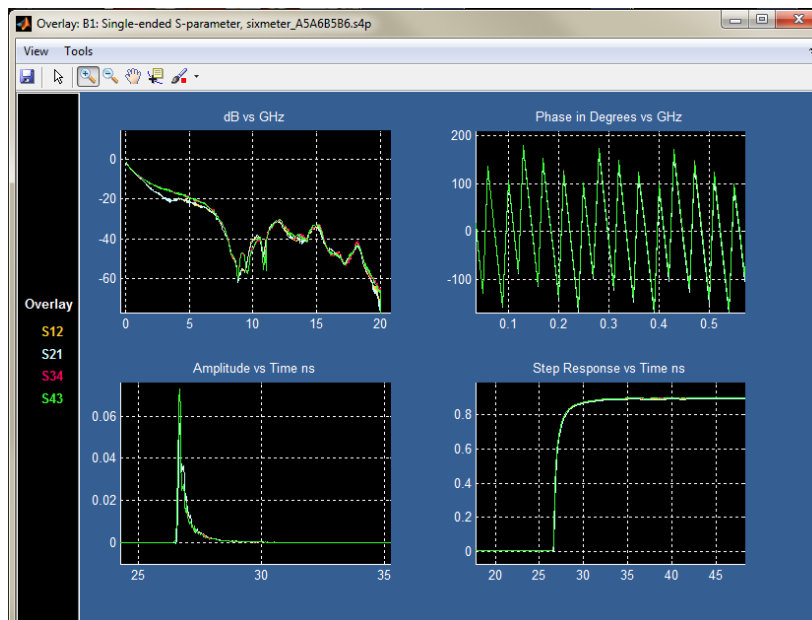 Overlay: B1: Single-ended S-parameter, sixmeter_A5A6B5B6.s4p
View Tools
Overlay
S12
S21
S34
S43
dB vs GHz
0
-20
-40
-60
0 5 10 15 20
Phase in Degrees vs GHz
200
100
0
-100
0.1 0.2 0.3 0.4 0.5
Amplitude vs Time ns
0.06
0.04
0.02
0
25 30 35
Step Response vs Time ns
0.8
0.6
0.4
0.2
0
20 25 30 35 40 45